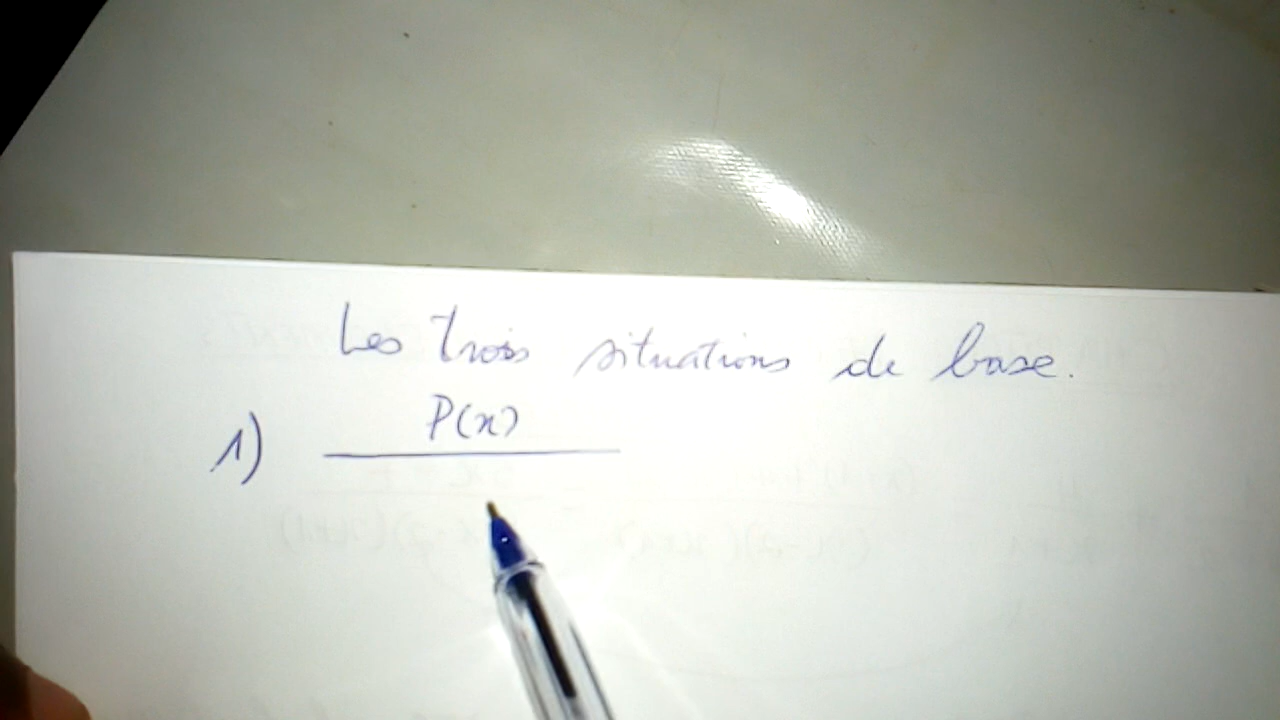 Les Trois situations de base.
P(x)
1)